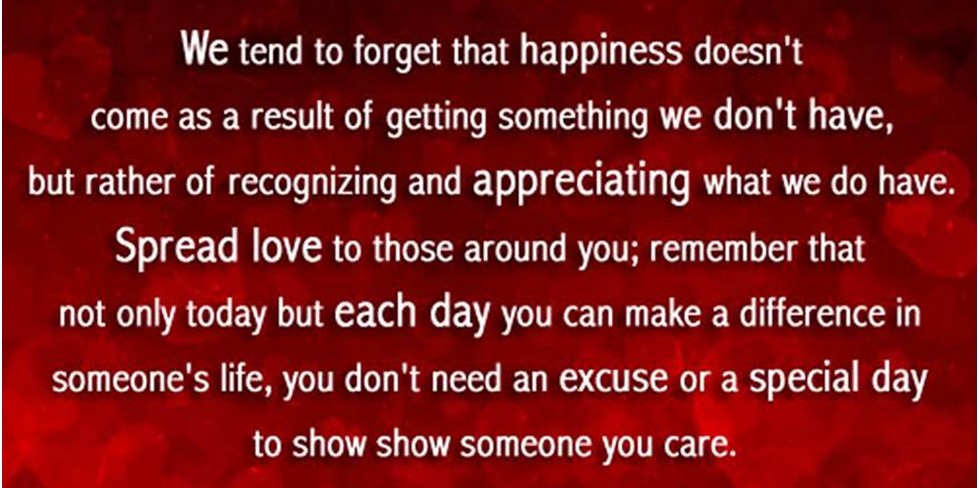 We tend to forget that happiness doesn't
come as a result of getting something we don't have,
but rather of recognizing and appreciating what we do have.
Spread love to those around you; remember that
not only today but each day you can make a difference in
someone's life, you don't need an excuse or a special day
to show show someone you care.